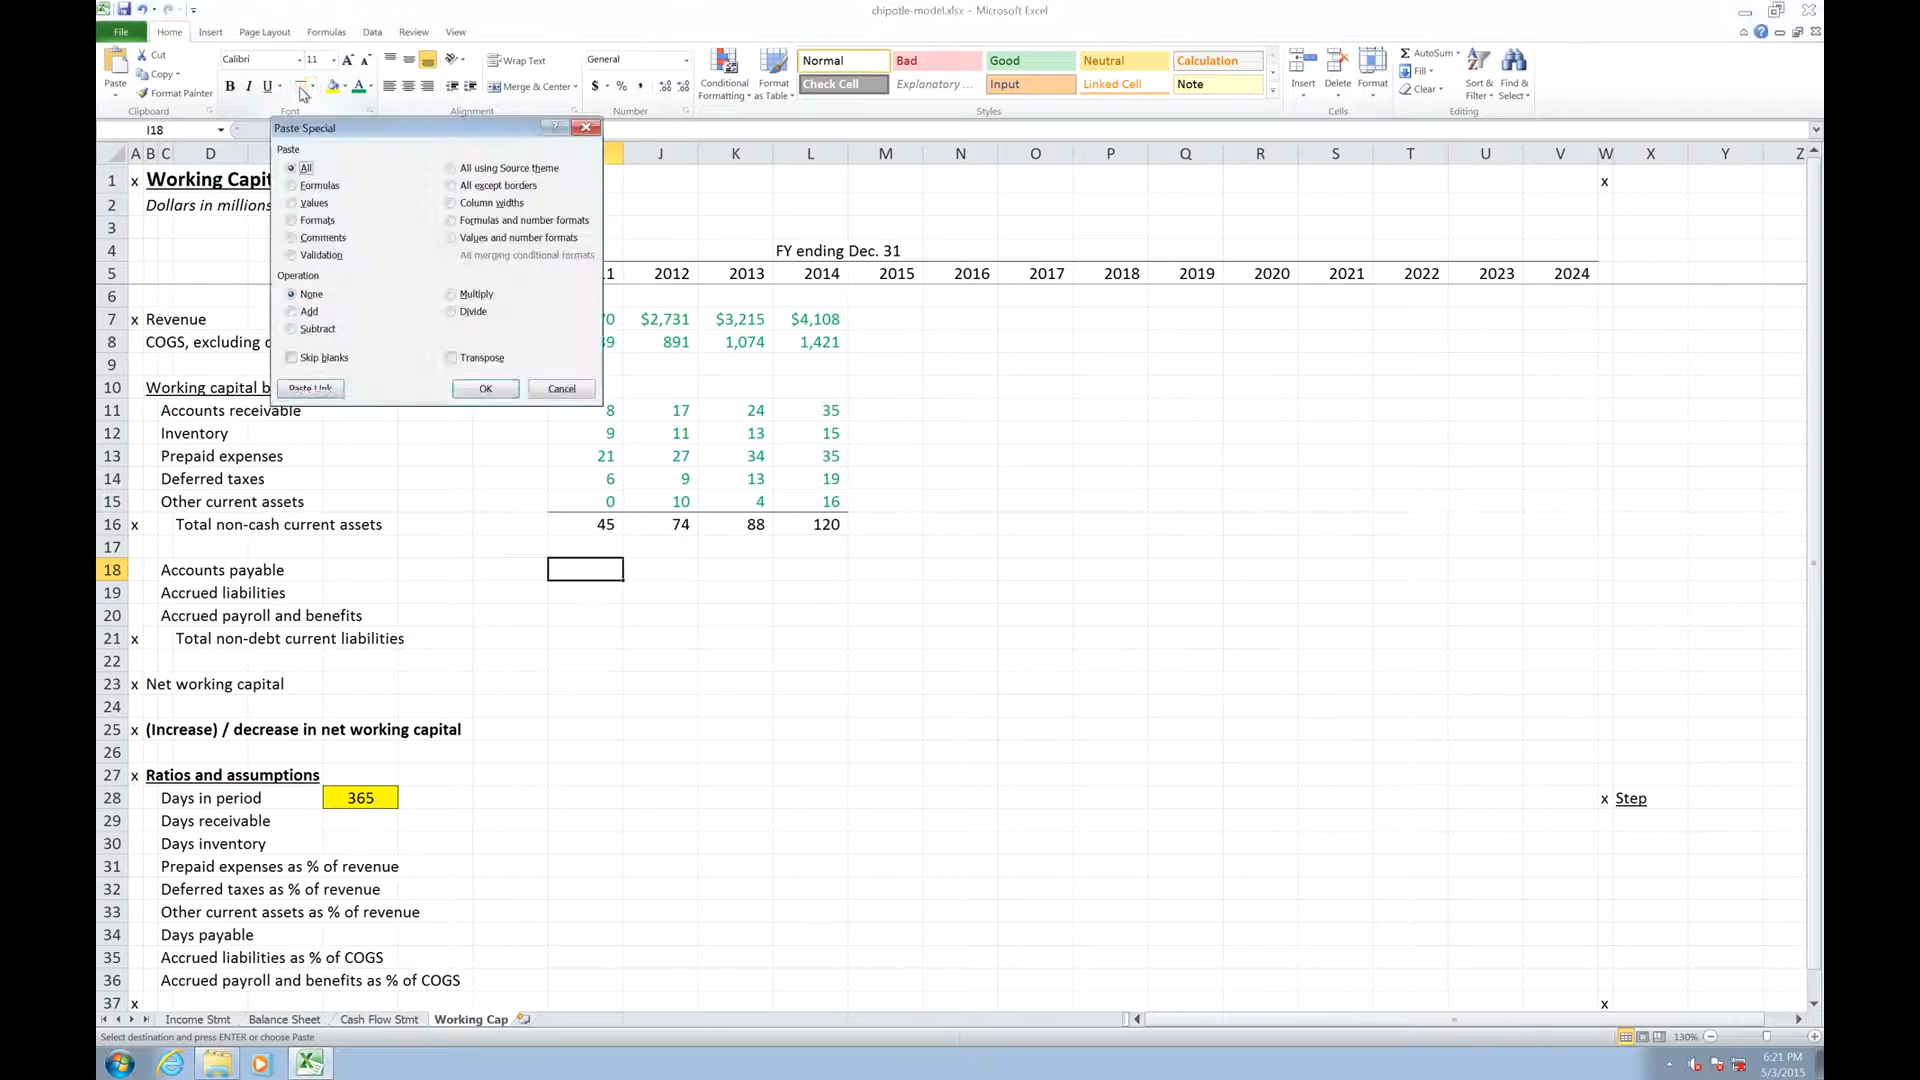 chipotle-model.xlsx - Microsoft Excel
File Home Insert Page Layout Formulas Data Review View
Paste Cut Copy Format Painter
Calibri 11
B I U
Wrap Text
Merge & Center
General
$ % ,
Conditional Formatting Format as Table
Normal Bad Good Neutral Calculation
Check Cell Explanatory ... Input Linked Cell Note
Insert Delete Format
AutoSum
Fill
Clear
Sort & Filter Find & Select
Clipboard Font Alignment Number Styles Cells Editing
I18
Paste Special
Paste
All All using Source theme
Formulas All except borders
Values Column widths
Formats Formulas and number formats
Comments Values and number formats
Validation All merging conditional formats
Operation
None Multiply
Add Divide
Subtract
Skip blanks Transpose
Paste Link OK Cancel
A B C D J K L M N O P Q R S T U V W X Y Z
1 x Working Capit x
2 Dollars in millions
3
4 FY ending Dec. 31
5 11 2012 2013 2014 2015 2016 2017 2018 2019 2020 2021 2022 2023 2024
6
7 x Revenue 70 $2,731 $3,215 $4,108
8 COGS, excluding d 39 891 1,074 1,421
9
10 Working capital b
11 Accounts receivable 8 17 24 35
12 Inventory 9 11 13 15
13 Prepaid expenses 21 27 34 35
14 Deferred taxes 6 9 13 19
15 Other current assets 0 10 4 16
16 x Total non-cash current assets 45 74 88 120
17
18 Accounts payable
19 Accrued liabilities
20 Accrued payroll and benefits
21 x Total non-debt current liabilities
22
23 x Net working capital
24
25 x (Increase) / decrease in net working capital
26
27 x Ratios and assumptions
28 Days in period 365 x Step
29 Days receivable
30 Days inventory
31 Prepaid expenses as % of revenue
32 Deferred taxes as % of revenue
33 Other current assets as % of revenue
34 Days payable
35 Accrued liabilities as % of COGS
36 Accrued payroll and benefits as % of COGS
37 x x
Income Stmt Balance Sheet Cash Flow Stmt Working Cap
Select destination and press ENTER or choose Paste 130%
6:21 PM
5/3/2015